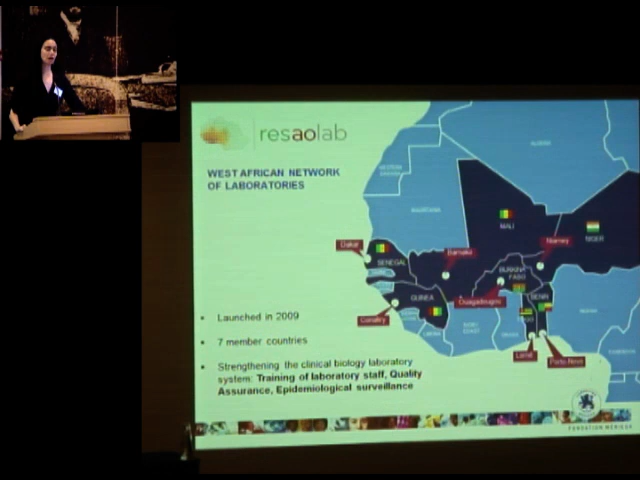 resaolab
WEST AFRICAN NETWORK
OF LABORATORIES
ALGERIA
MAURITANIA
MALI
NIGER
Dakar
SENEGAL
Bamako
Niamey
BURKINA
FASO
GUINEA
Ouagadougou
BENIN
Conakry
Lomé
Porto-Novo
• Launched in 2009
• 7 member countries
• Strengthening the clinical biology laboratory
system: Training of laboratory staff, Quality
Assurance, Epidemiological surveillance
FONDATION MÉRIEUX